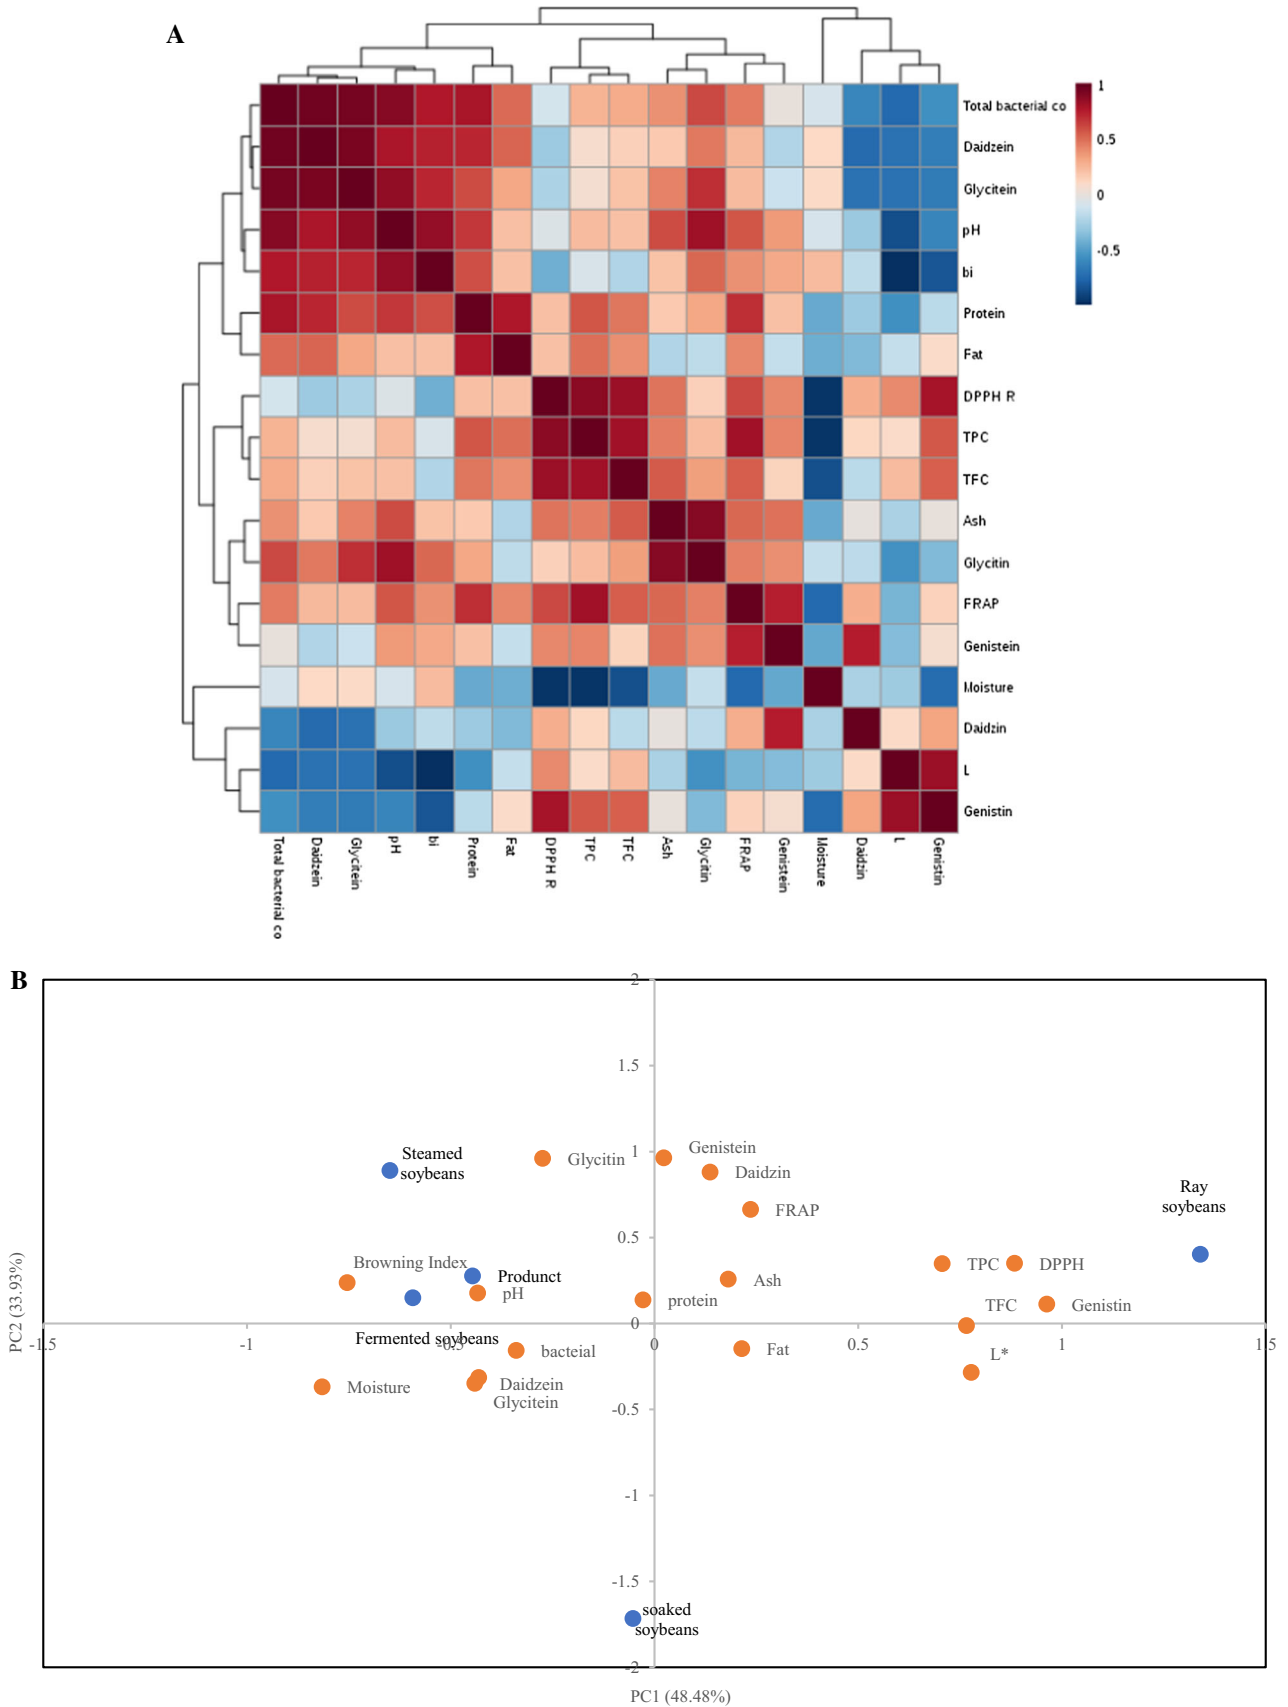 A
1
0.5
0
-0.5
Total bacterial co
Daidzein
Glycitein
pH
bi
Protein
Fat
DPPH R
TPC
TFC
Ash
Glycitin
FRAP
Genistein
Moisture
Daidzin
L
Genistin
Total bacterial co
Daidzein
Glycitein
pH
bi
Protein
Fat
DPPH R
TPC
TFC
Ash
Glycitin
FRAP
Genistein
Moisture
Daidzin
L
Genistin
B
2
1.5
1
0.5
0
-0.5
-1
-1.5
-2
-1.5
-1
-0.5
0.5
1
1.5
PC2 (33.93%)
PC1 (48.48%)
Steamed
soybeans
Glycitin
Genistein
Daidzin
FRAP
Ray
soybeans
Browning Index
Produnct
pH
Ash
TPC
DPPH
protein
TFC
Genistin
Fermented soybeans
bacteial
Fat
L*
Moisture
Daidzein
Glycitein
soaked
soybeans